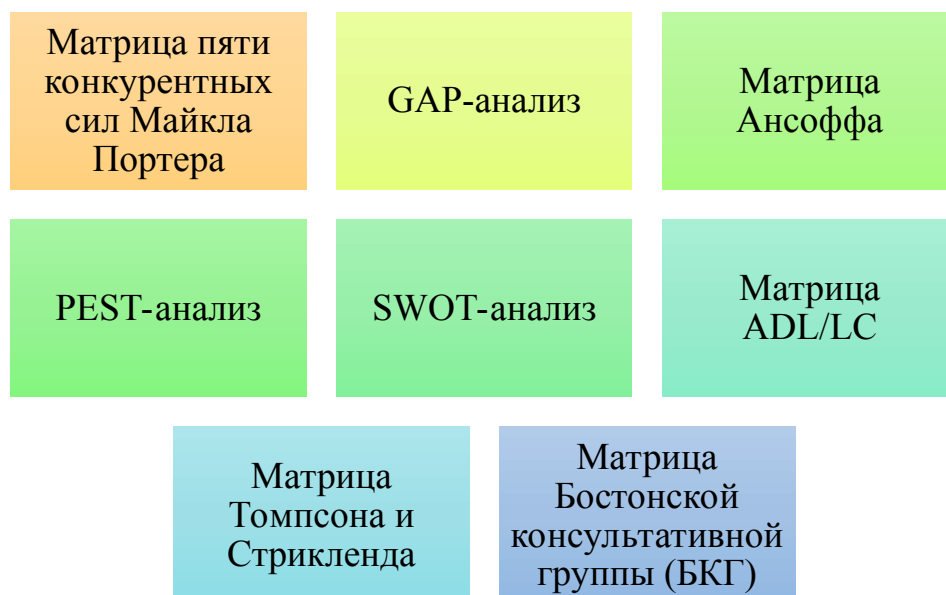 Матрица пяти
конкурентных
сил Майкла
Портера
GAP-анализ
Матрица
Ансоффа
PEST-анализ
SWOT-анализ
Матрица
ADL/LC
Матрица
Томпсона и
Стрикленда
Матрица
Бостонской
консультативной
группы (БКГ)